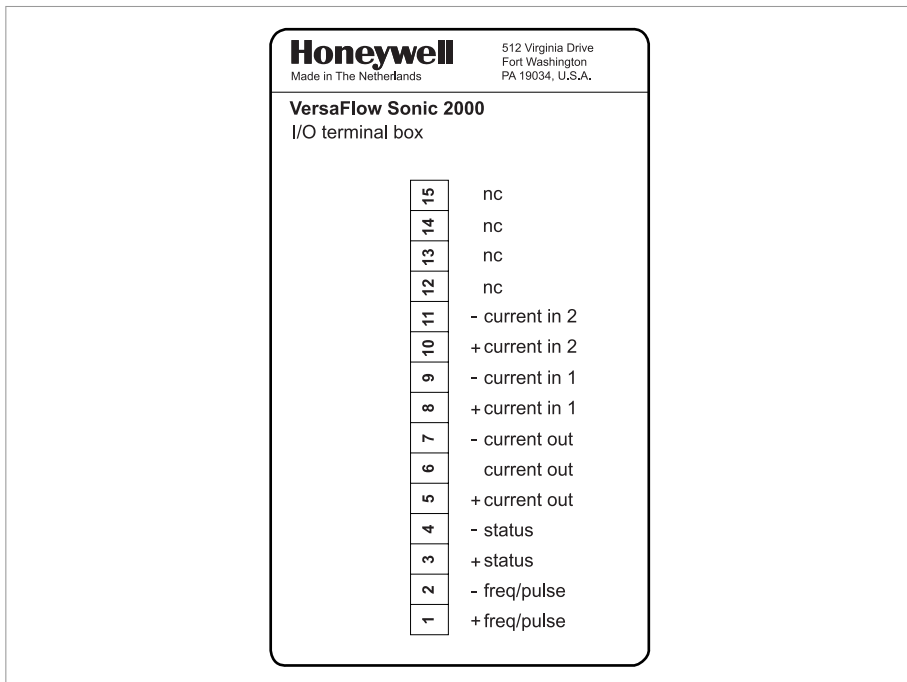 Honeywell
Made in The Netherlands
512 Virginia Drive
Fort Washington
PA 19034, U.S.A.
VersaFlow Sonic 2000
I/O terminal box
15 nc
14 nc
13 nc
12 nc
11 - current in 2
10 + current in 2
9 - current in 1
8 + current in 1
7 - current out
6 current out
5 + current out
4 - status
3 + status
2 - freq/pulse
1 + freq/pulse